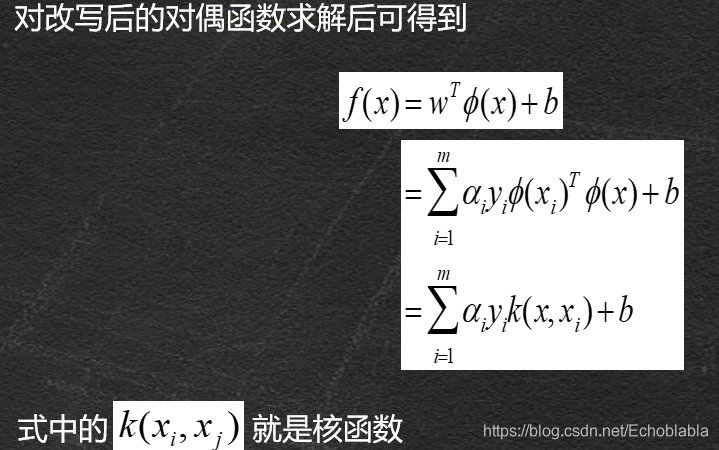 对改写后的对偶函数求解后可得到
f(x) = w^T ϕ(x) + b
= ∑_{i=1}^{m} α_i y_i ϕ(x_i)^T ϕ(x) + b
= ∑_{i=1}^{m} α_i y_i k(x, x_i) + b
式中的 k(x_i, x_j) 就是核函数
https://blog.csdn.net/Echoblabla